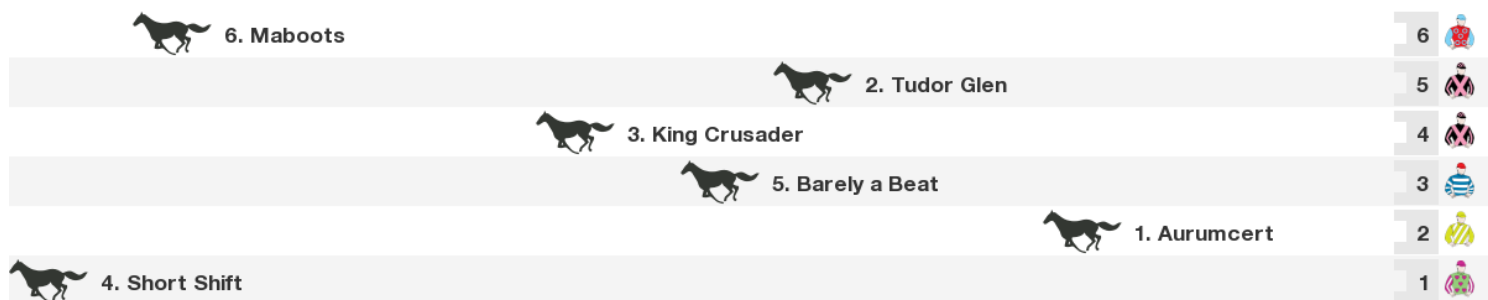 6. Maboots 6
2. Tudor Glen 5
3. King Crusader 4
5. Barely a Beat 3
1. Aurumcert 2
4. Short Shift 1